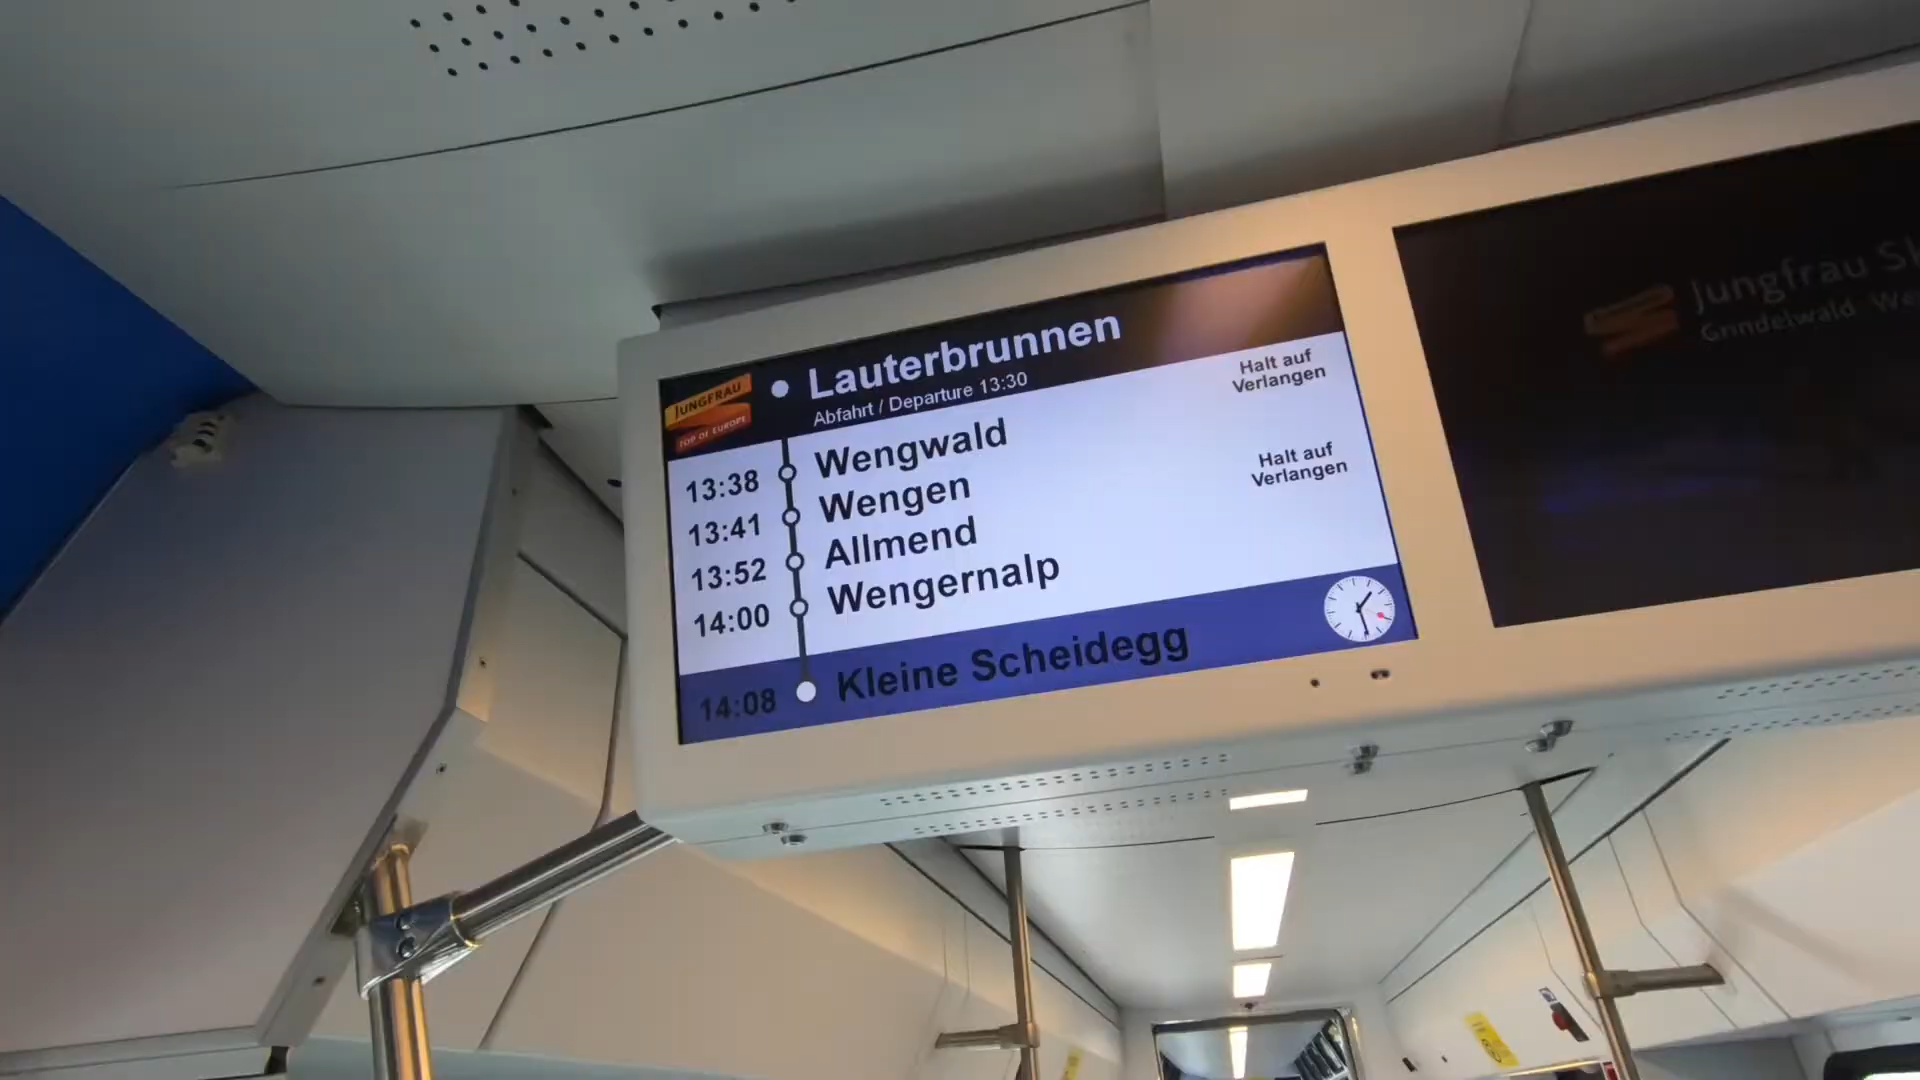 JUNGFRAU
TOP OF EUROPE
Lauterbrunnen
Abfahrt / Departure 13:30
Halt auf
Verlangen
13:38 Wengwald
13:41 Wengen
Halt auf
Verlangen
13:52 Allmend
14:00 Wengernalp
14:08 Kleine Scheidegg
Jungfrau
Grindelwald